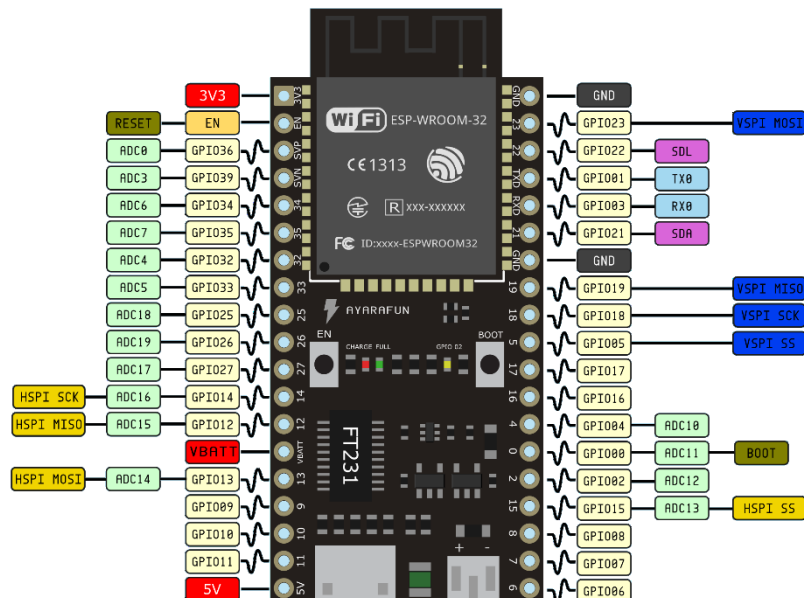 3V3 3V3 GND GND
RESET EN EN WiFi ESP-WROOM-32 23 GPIO23 VSPI MOSI
ADC0 GPIO36 SVP CE1313 22 GPIO22 SDL
ADC3 GPIO39 SVN TXD GPIO01 TX0
ADC6 GPIO34 34 R xxx-xxxxxx RXD GPIO03 RX0
ADC7 GPIO35 35 FC ID:xxxx-ESPWROOM32 21 GPIO21 SDA
ADC4 GPIO32 32 GND GND
ADC5 GPIO33 33 19 GPIO19 VSPI MISO
ADC18 GPIO25 25 AYARAFUN 18 GPIO18 VSPI SCK
ADC19 GPIO26 26 EN CHARGE FULL GPIO 02 BOOT 5 GPIO05 VSPI SS
ADC17 GPIO27 27 17 GPIO17
HSPI SCK ADC16 GPIO14 14 16 GPIO16
HSPI MISO ADC15 GPIO12 12 4 GPIO04 ADC10
VBATT VBATT FT231 0 GPIO00 ADC11 BOOT
HSPI MOSI ADC14 GPIO13 13 2 GPIO02 ADC12
GPIO09 9 15 GPIO15 ADC13 HSPI SS
GPIO10 10 8 GPIO08
GPIO11 11 + - 7 GPIO07
5V 5V 6 GPIO06